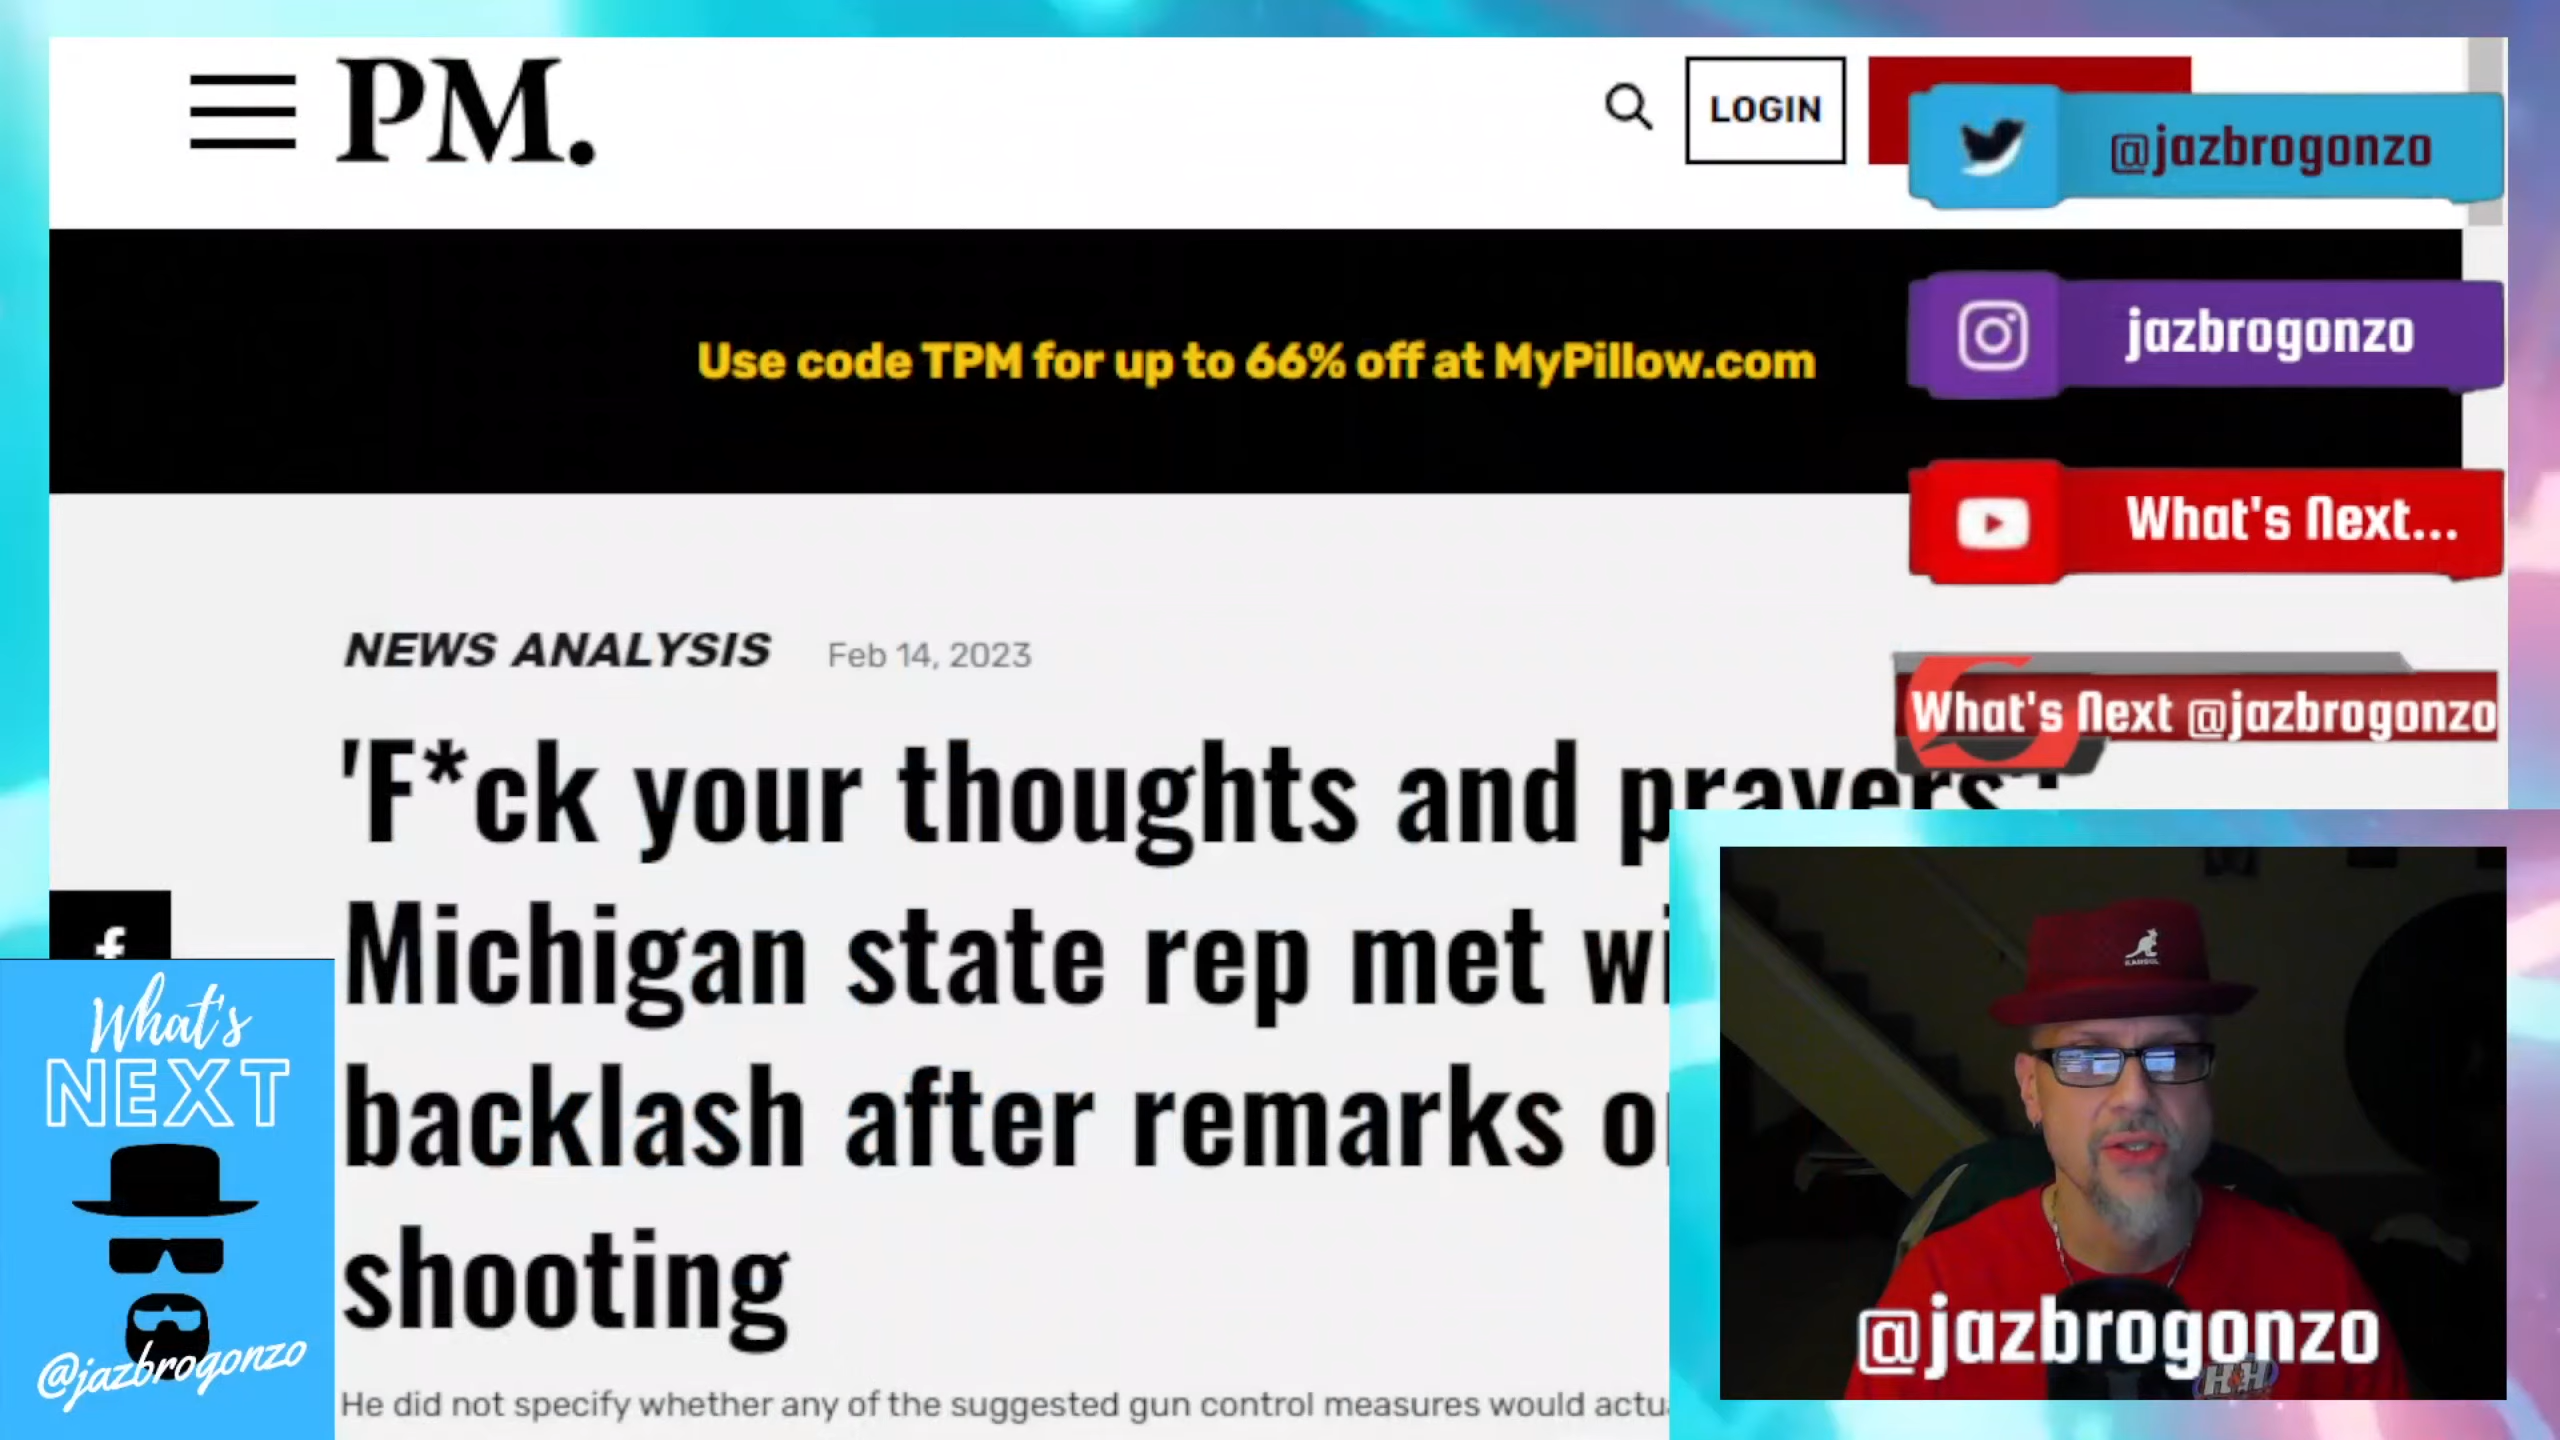 PM.
LOGIN
@jazbrogonzo
Use code TPM for up to 66% off at MyPillow.com
jazbrogonzo
What's Next...
NEWS ANALYSIS Feb 14, 2023
What's Next @jazbrogonzo
'F*ck your thoughts and prayers':
Michigan state rep met
backlash after remarks
shooting
He did not specify whether any of the suggested gun control measures would
What's
NEXT
@jazbrogonzo
KANGOL
@jazbrogonzo
H&H